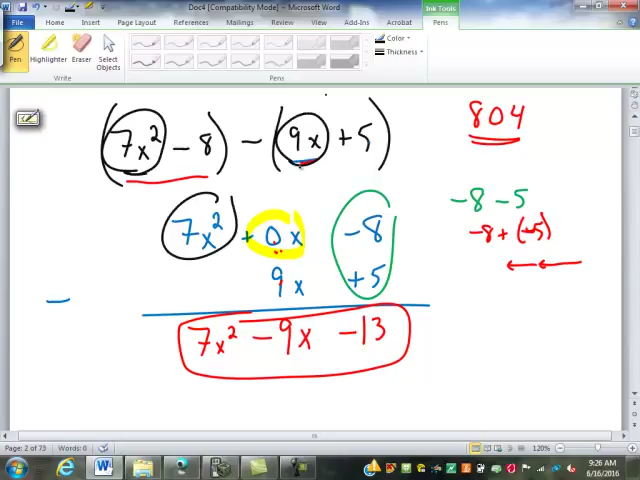 Doc4 [Compatibility Mode] - Microsoft Word
Ink Tools
File Home Insert Page Layout References Mailings Review View Add-Ins Acrobat Pens
Pen Highlighter Eraser Select Objects
Color
Thickness
Write Pens
(7x² - 8) - (9x + 5)
804
7x² + 0x -8
-8 - 5
-8 + (-5)
9x +5
−
7x² - 9x - 13
Page: 2 of 73 Words: 0 120%
9:26 AM
6/16/2016